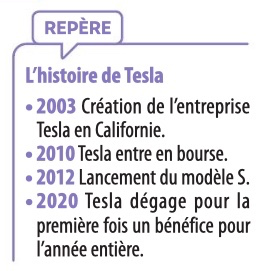 REPÈRE
L'histoire de Tesla
• 2003 Création de l'entreprise
Tesla en Californie.
• 2010 Tesla entre en bourse.
• 2012 Lancement du modèle S.
• 2020 Tesla dégage pour la
première fois un bénéfice pour
l'année entière.